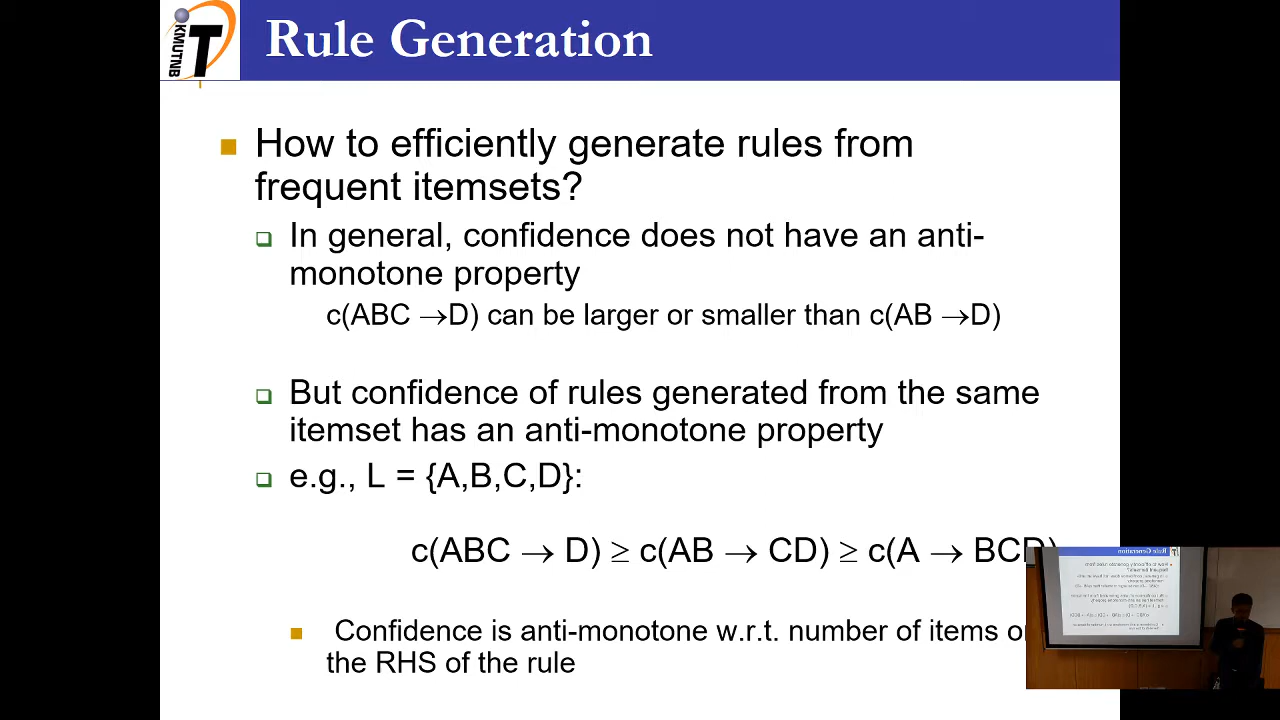 KMUTNB
T
Rule Generation
How to efficiently generate rules from
frequent itemsets?
In general, confidence does not have an anti-
monotone property
c(ABC →D) can be larger or smaller than c(AB →D)
But confidence of rules generated from the same
itemset has an anti-monotone property
e.g., L = {A,B,C,D}:
c(ABC → D) ≥ c(AB → CD) ≥ c(A → BCD)
Confidence is anti-monotone w.r.t. number of items on
the RHS of the rule
Rule Generation